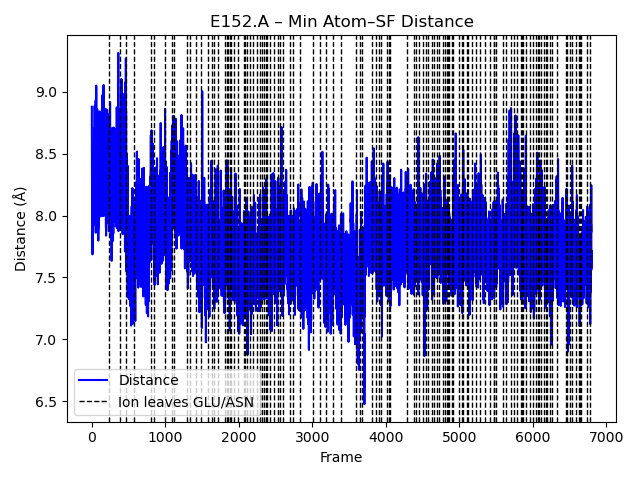 E152.A – Min Atom–SF Distance
Distance (Å)
9.0
8.5
8.0
7.5
7.0
6.5
Distance
Ion leaves GLU/ASN
0 1000 2000 3000 4000 5000 6000 7000
Frame